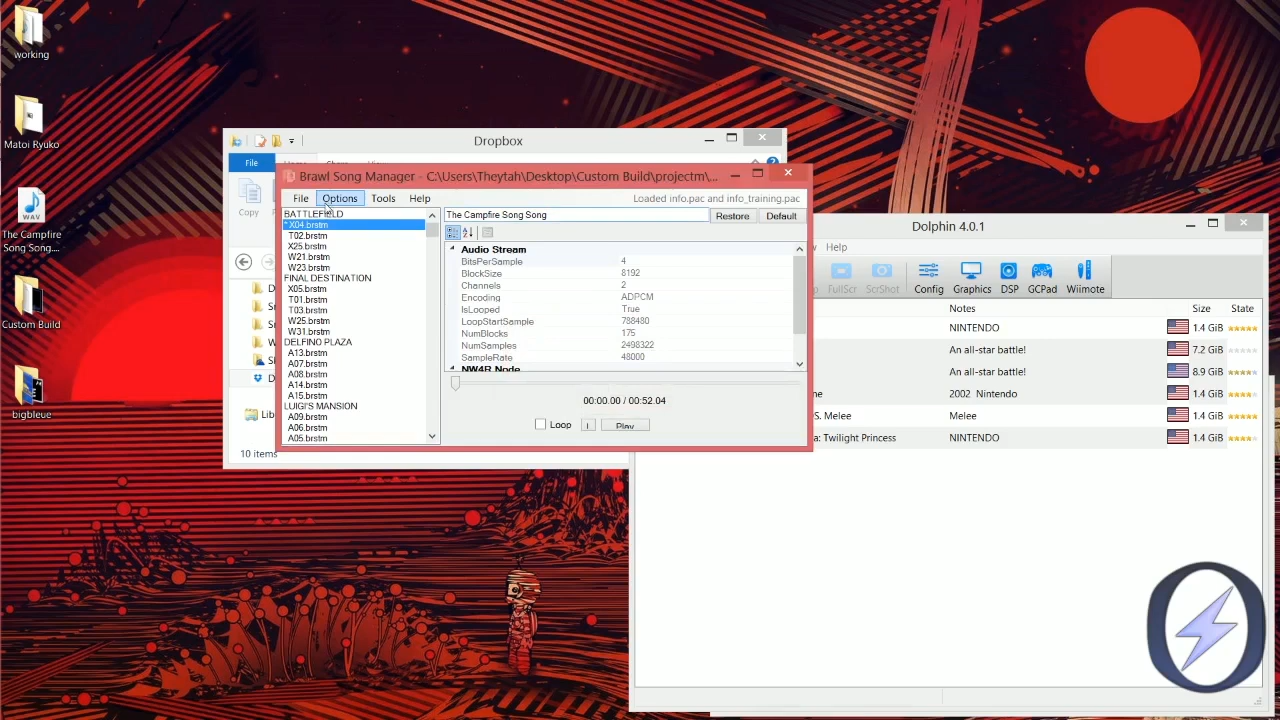 working
Matoi Ryuko
The Campfire
Song Song....
Custom Build
bigbleue
Dropbox
File
Copy
10 items
Brawl Song Manager - C:\Users\Theytah\Desktop\Custom Build\projectm\...
File Options Tools Help Loaded info.pac and info_training.pac
BATTLEFIELD
* X04.brstm
T02.brstm
X25.brstm
W21.brstm
W23.brstm
FINAL DESTINATION
X05.brstm
T01.brstm
T03.brstm
W25.brstm
W31.brstm
DELFINO PLAZA
A13.brstm
A07.brstm
A08.brstm
A14.brstm
A15.brstm
LUIGI'S MANSION
A09.brstm
A06.brstm
A05.brstm
The Campfire Song Song Restore Default
Audio Stream
BitsPerSample 4
BlockSize 8192
Channels 2
Encoding ADPCM
IsLooped True
LoopStartSample 788480
NumBlocks 175
NumSamples 2498322
SampleRate 48000
NW4R Node
00:00.00 / 00:52.04
Loop Play
Dolphin 4.0.1
Help
FullScr ScrShot Config Graphics DSP GCPad Wiimote
Notes Size State
NINTENDO 1.4 GiB
An all-star battle! 7.2 GiB
An all-star battle! 8.9 GiB
2002 Nintendo 1.4 GiB
S. Melee Melee 1.4 GiB
a: Twilight Princess NINTENDO 1.4 GiB